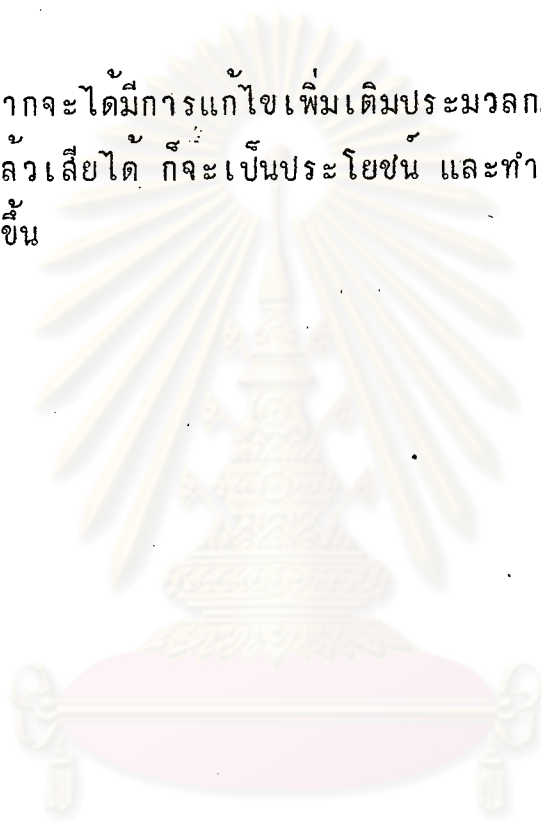 ากจะได้มีการแก้ไขเพิ่มเติมประมวลก
ล้วเสียได้ ก็จะเป็นประโยชน์ และทำ
ขึ้น